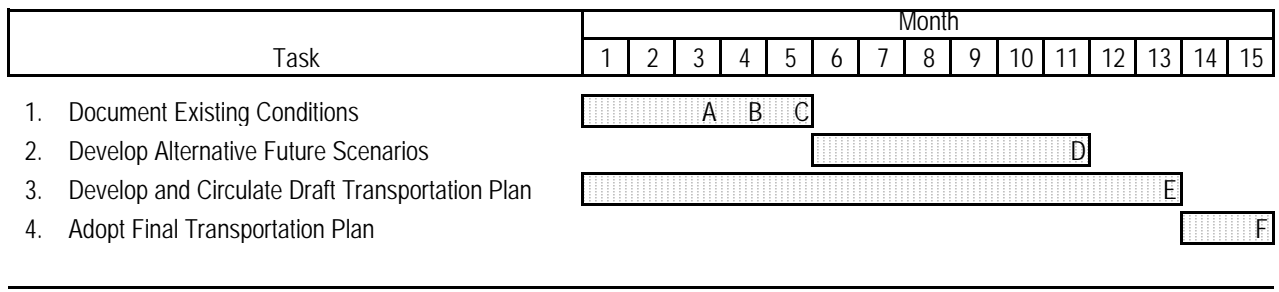 Month
Task 1 2 3 4 5 6 7 8 9 10 11 12 13 14 15
1. Document Existing Conditions A B C
2. Develop Alternative Future Scenarios D
3. Develop and Circulate Draft Transportation Plan E
4. Adopt Final Transportation Plan F